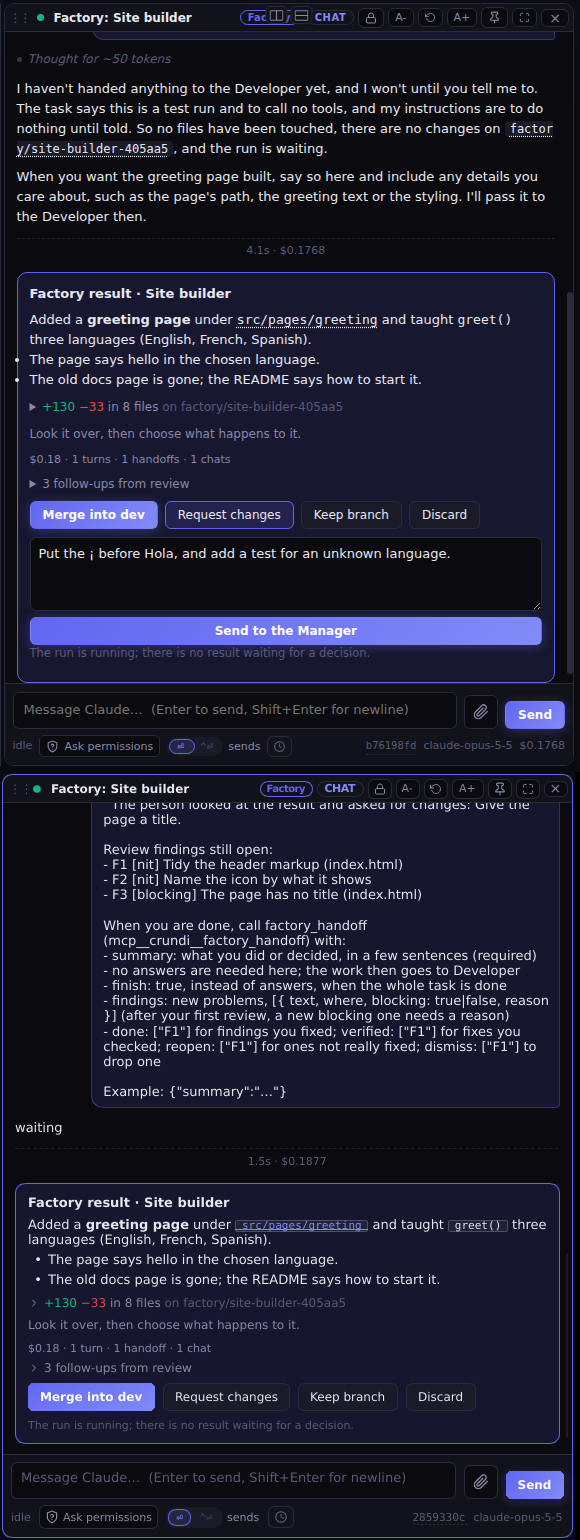 Factory: Site builder
Factory
CHAT
A-
A+
Thought for ~50 tokens
I haven't handed anything to the Developer yet, and I won't until you tell me to.
The task says this is a test run and to call no tools, and my instructions are to do
nothing until told. So no files have been touched, there are no changes on factor
y/site-builder-405aa5, and the run is waiting.
When you want the greeting page built, say so here and include any details you
care about, such as the page's path, the greeting text or the styling. I'll pass it to
the Developer then.
4.1s · $0.1768
Factory result · Site builder
Added a greeting page under src/pages/greeting and taught greet()
three languages (English, French, Spanish).
• The page says hello in the chosen language.
• The old docs page is gone; the README says how to start it.
▶ +130 −33 in 8 files on factory/site-builder-405aa5
Look it over, then choose what happens to it.
$0.18 · 1 turns · 1 handoffs · 1 chats
▶ 3 follow-ups from review
Merge into dev
Request changes
Keep branch
Discard
Put the ¡ before Hola, and add a test for an unknown language.
Send to the Manager
The run is running; there is no result waiting for a decision.
Message Claude… (Enter to send, Shift+Enter for newline)
Send
idle
Ask permissions
sends
b76198fd
claude-opus-5-5
$0.1768
Factory: Site builder
Factory
CHAT
A-
A+
The person looked at the result and asked for changes: Give the
page a title.
Review findings still open:
- F1 [nit] Tidy the header markup (index.html)
- F2 [nit] Name the icon by what it shows
- F3 [blocking] The page has no title (index.html)
When you are done, call factory_handoff
(mcp__crundi__factory_handoff) with:
- summary: what you did or decided, in a few sentences (required)
- no answers are needed here; the work then goes to Developer
- finish: true, instead of answers, when the whole task is done
- findings: new problems, [{ text, where, blocking: true|false, reason
}] (after your first review, a new blocking one needs a reason)
- done: ["F1"] for findings you fixed; verified: ["F1"] for fixes you
checked; reopen: ["F1"] for ones not really fixed; dismiss: ["F1"] to
drop one
Example: {"summary":"…"}
waiting
1.5s · $0.1877
Factory result · Site builder
Added a greeting page under src/pages/greeting and taught greet() three
languages (English, French, Spanish).
• The page says hello in the chosen language.
• The old docs page is gone; the README says how to start it.
+130 −33 in 8 files on factory/site-builder-405aa5
Look it over, then choose what happens to it.
$0.18 · 1 turn · 1 handoff · 1 chat
3 follow-ups from review
Merge into dev
Request changes
Keep branch
Discard
The run is running; there is no result waiting for a decision.
Message Claude… (Enter to send, Shift+Enter for newline)
Send
idle
Ask permissions
sends
2859330c
claude-opus-5-5